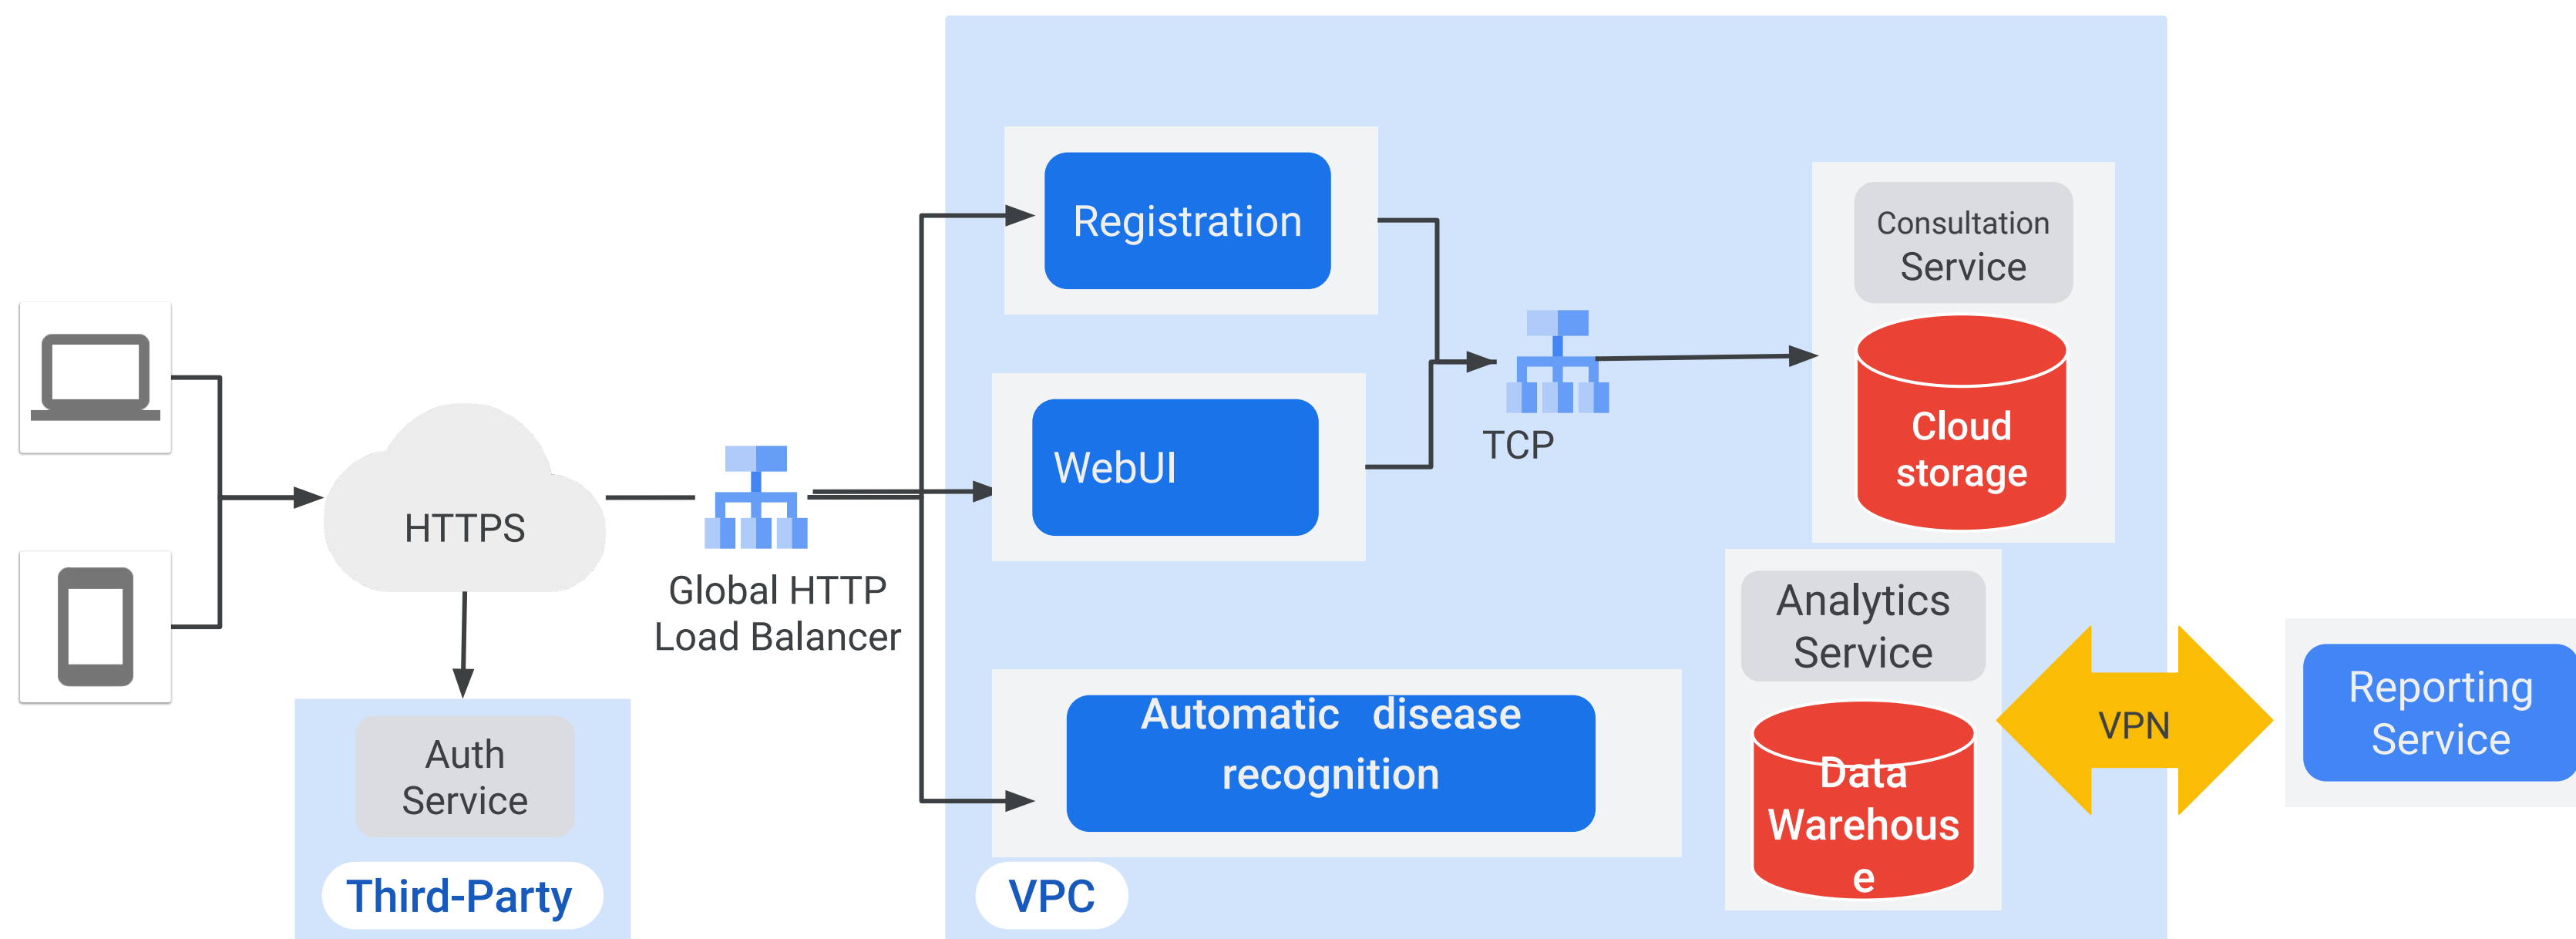 HTTPS
Auth
Service
Third-Party
Global HTTP
Load Balancer
Registration
WebUI
Automatic disease
recognition
VPC
TCP
Consultation
Service
Cloud
storage
Analytics
Service
Data
Warehous
e
VPN
Reporting
Service